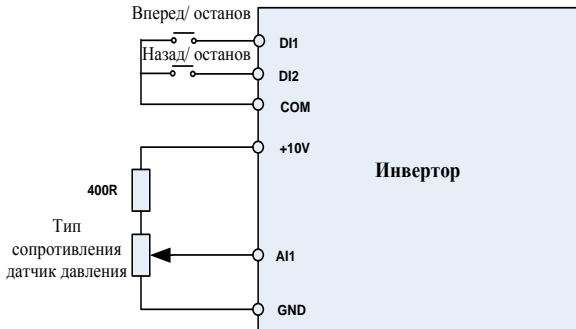 Вперед/ останов
DI1
Назад/ останов
DI2
COM
+10V
Инвертор
400R
Тип
сопротивления
датчик давления
AI1
GND